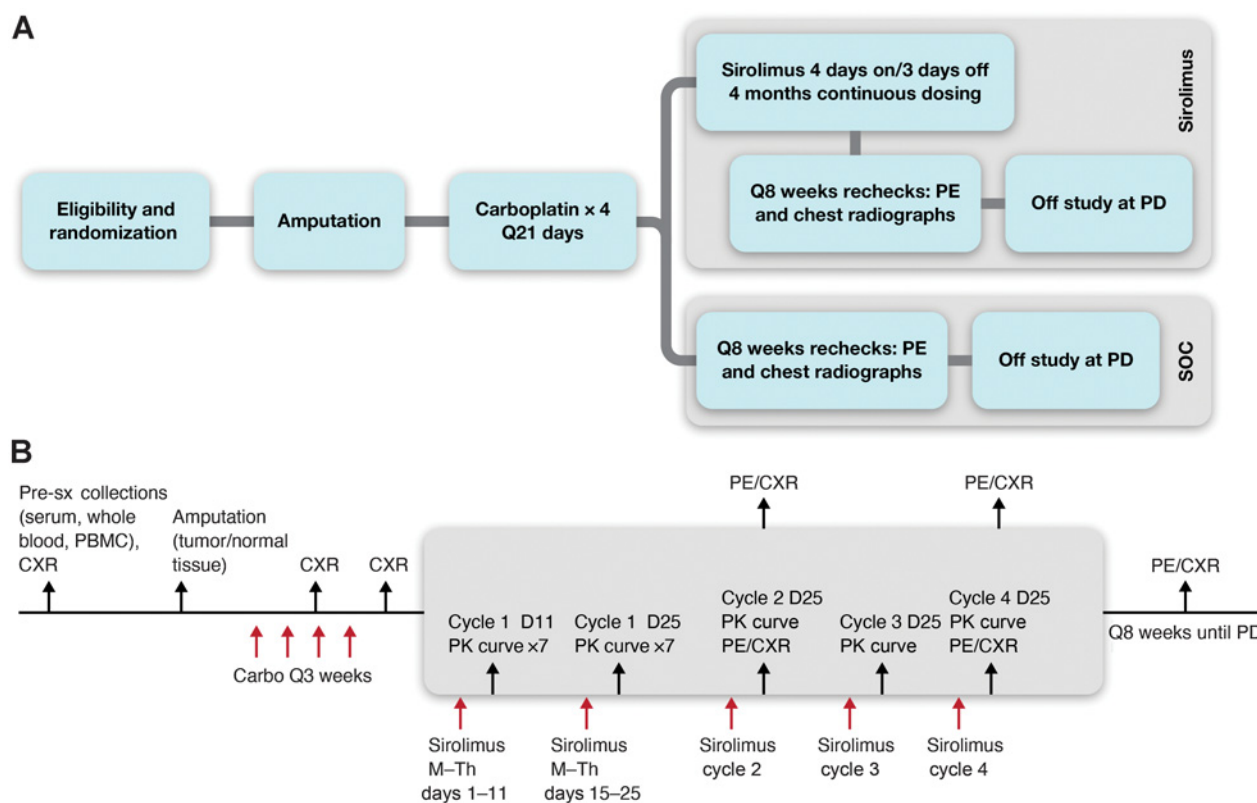 A
Eligibility and
randomization
Amputation
Carboplatin × 4
Q21 days
Sirolimus 4 days on/3 days off
4 months continuous dosing
Q8 weeks rechecks: PE
and chest radiographs
Off study at PD
Sirolimus
Q8 weeks rechecks: PE
and chest radiographs
Off study at PD
SOC
B
Pre-sx collections
(serum, whole
blood, PBMC),
CXR
Amputation
(tumor/normal
tissue)
CXR
CXR
Carbo Q3 weeks
PE/CXR
PE/CXR
Cycle 1 D11
PK curve ×7
Cycle 1 D25
PK curve ×7
Cycle 2 D25
PK curve
PE/CXR
Cycle 3 D25
PK curve
Cycle 4 D25
PK curve
PE/CXR
PE/CXR
Q8 weeks until PD
Sirolimus
M–Th
days 1–11
Sirolimus
M–Th
days 15–25
Sirolimus
cycle 2
Sirolimus
cycle 3
Sirolimus
cycle 4